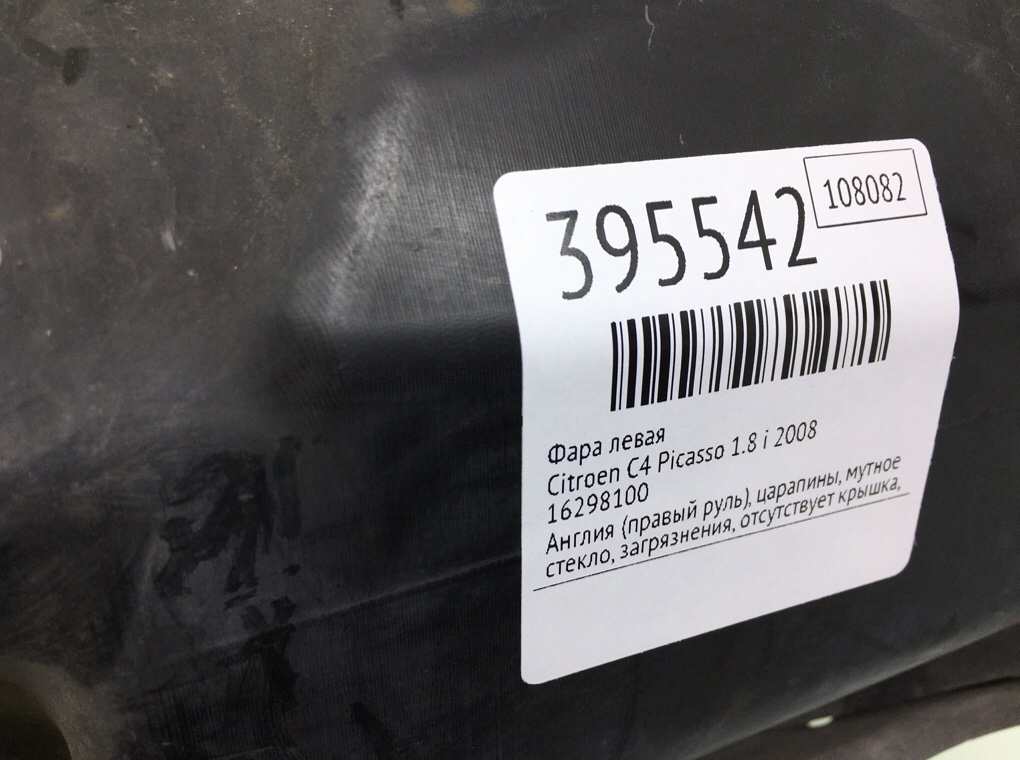 395542
108082
Фара левая
Citroen C4 Picasso 1.8 i 2008
16298100
Англия (правый руль), царапины, мутное
стекло, загрязнения, отсутствует крышка,